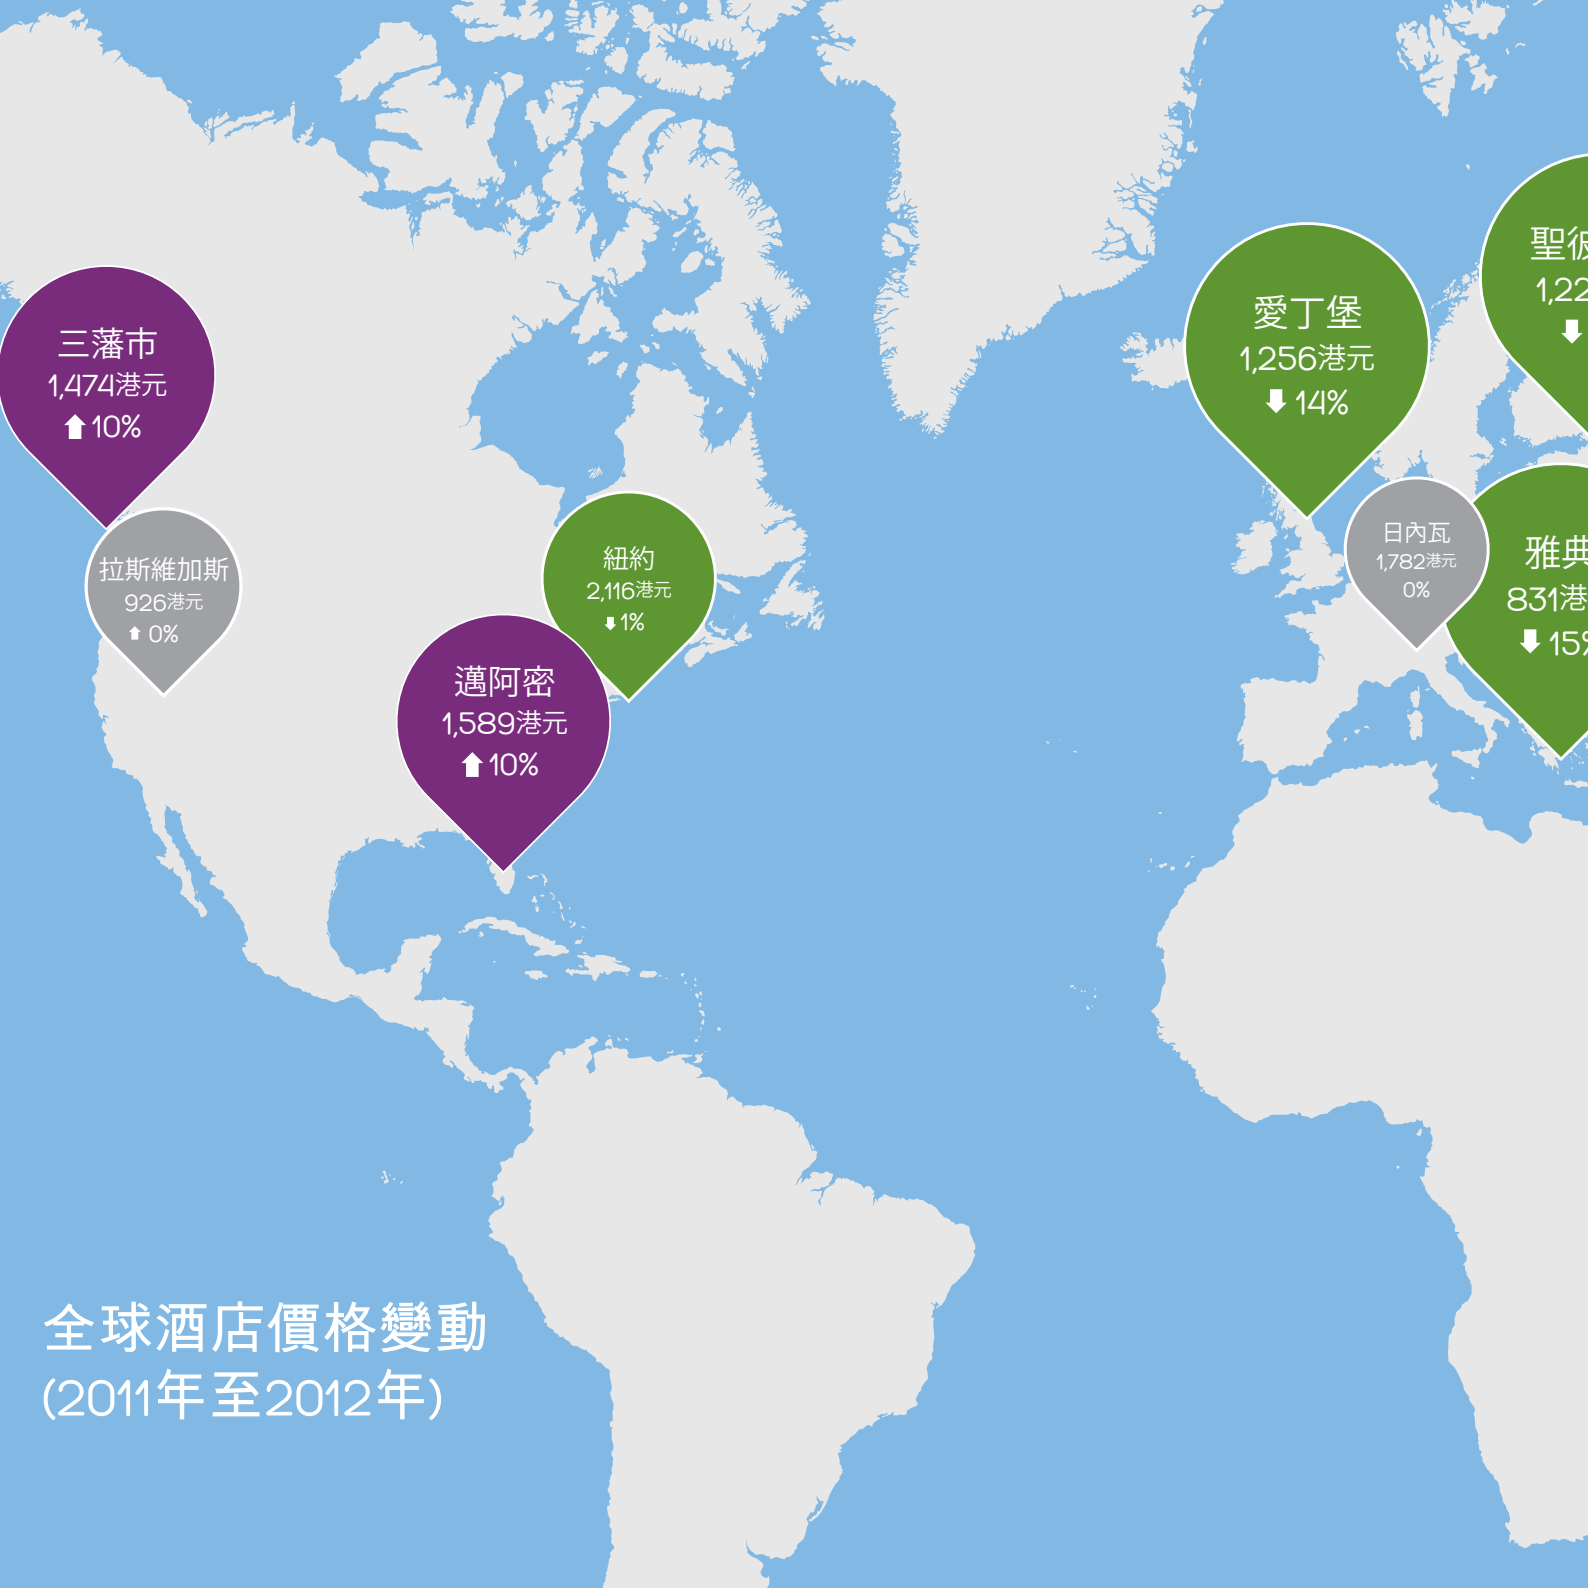 聖彼
1,22
愛丁堡
1,256港元
14%
三藩市
1,474港元
10%
日內瓦
1,782港元
0%
雅典
831港
15%
紐約
2,116港元
1%
拉斯維加斯
926港元
0%
邁阿密
1,589港元
10%
全球酒店價格變動
(2011年至2012年)